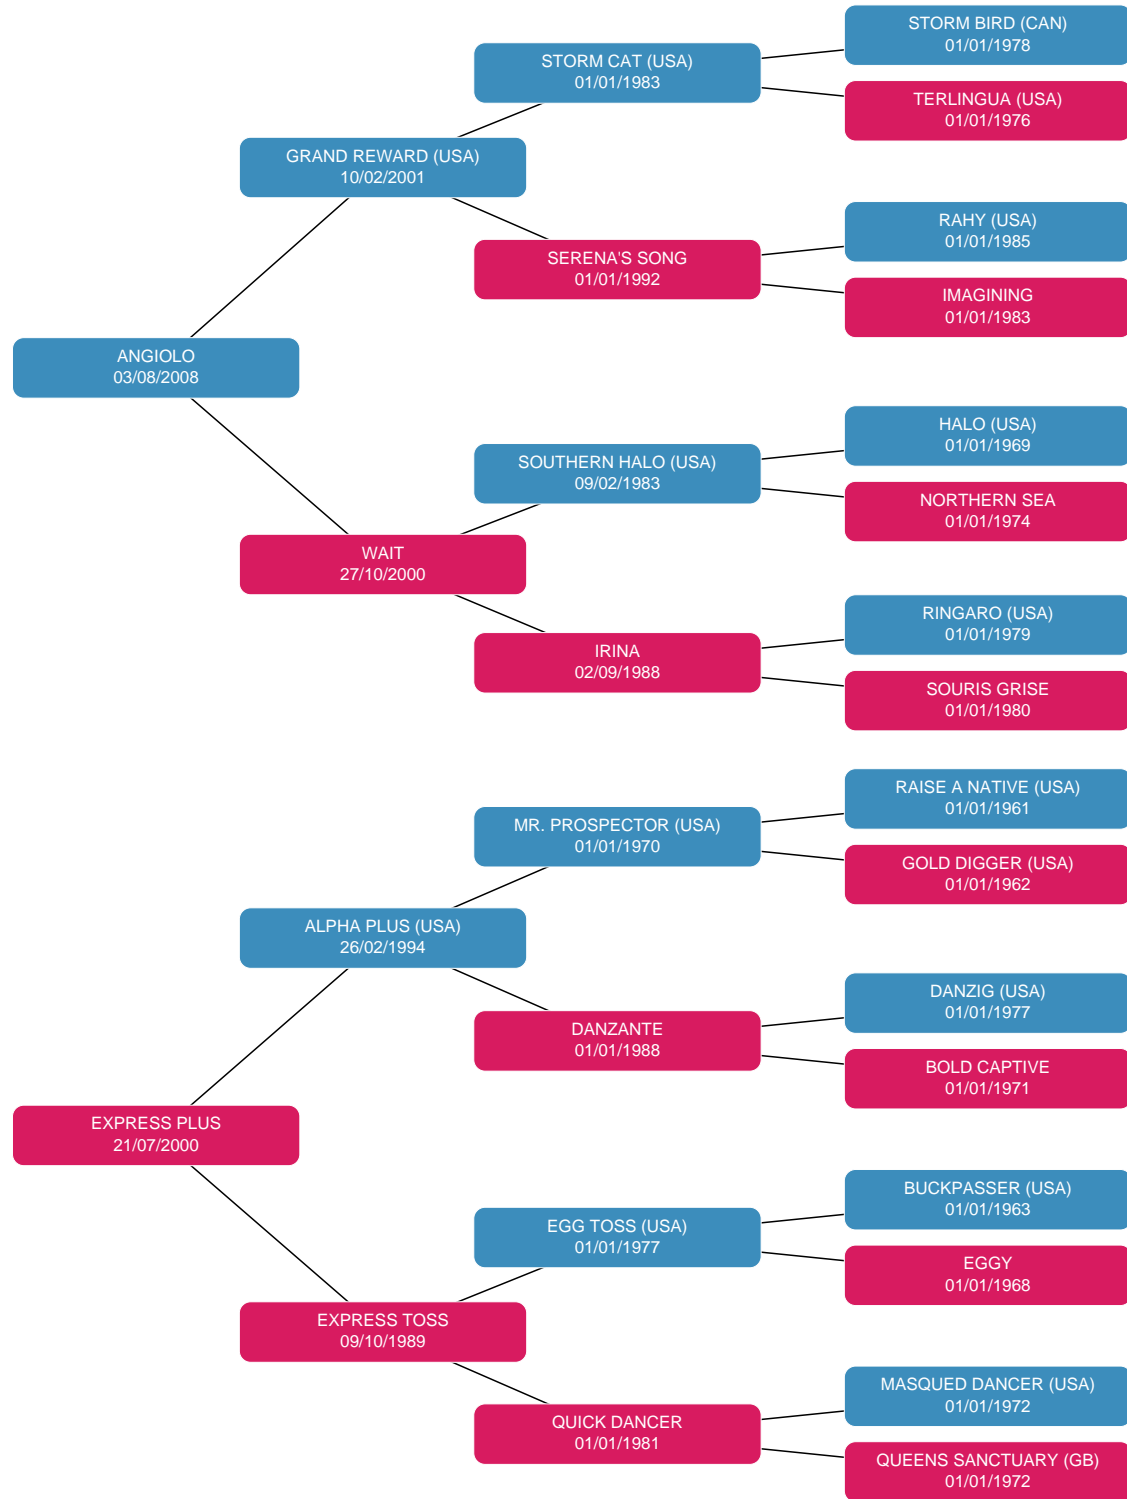 STORM BIRD (CAN)
01/01/1978
STORM CAT (USA)
01/01/1983
TERLINGUA (USA)
01/01/1976
GRAND REWARD (USA)
10/02/2001
RAHY (USA)
01/01/1985
SERENA'S SONG
01/01/1992
IMAGINING
01/01/1983
ANGIOLO
03/08/2008
HALO (USA)
01/01/1969
SOUTHERN HALO (USA)
09/02/1983
NORTHERN SEA
01/01/1974
WAIT
27/10/2000
RINGARO (USA)
01/01/1979
IRINA
02/09/1988
SOURIS GRISE
01/01/1980
RAISE A NATIVE (USA)
01/01/1961
MR. PROSPECTOR (USA)
01/01/1970
GOLD DIGGER (USA)
01/01/1962
ALPHA PLUS (USA)
26/02/1994
DANZIG (USA)
01/01/1977
DANZANTE
01/01/1988
BOLD CAPTIVE
01/01/1971
EXPRESS PLUS
21/07/2000
BUCKPASSER (USA)
01/01/1963
EGG TOSS (USA)
01/01/1977
EGGY
01/01/1968
EXPRESS TOSS
09/10/1989
MASQUED DANCER (USA)
01/01/1972
QUICK DANCER
01/01/1981
QUEENS SANCTUARY (GB)
01/01/1972